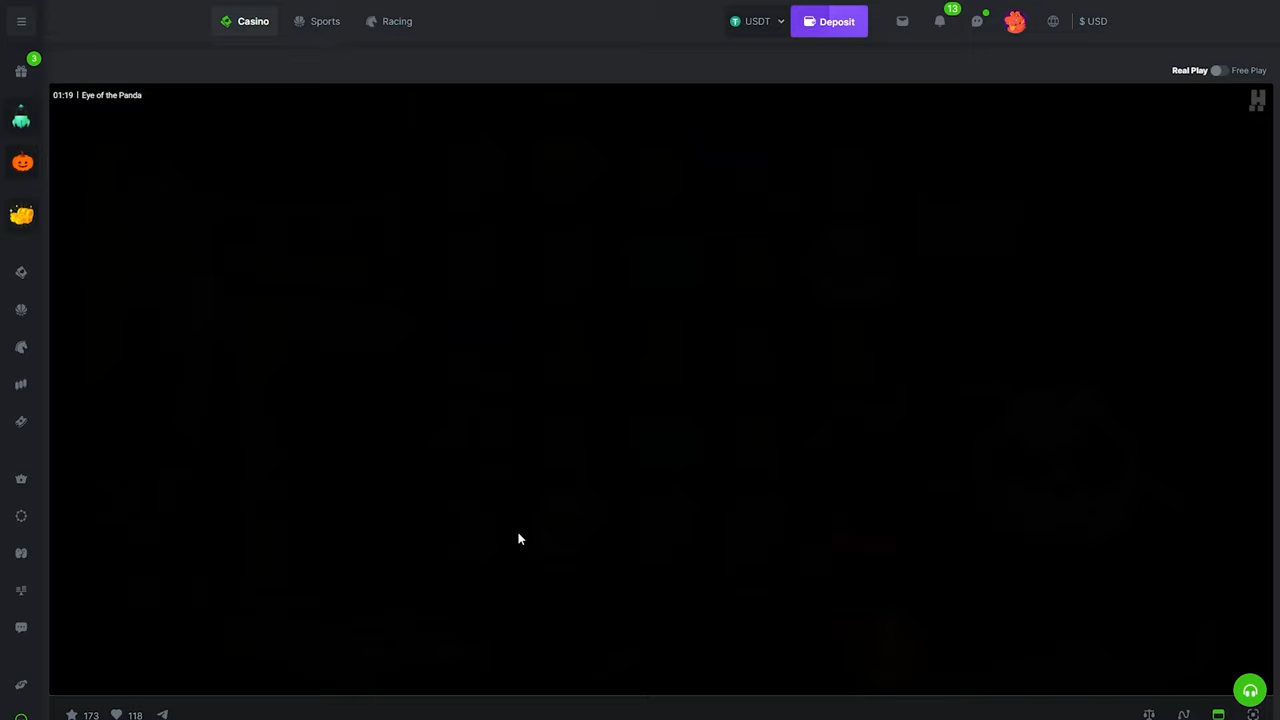 Casino Sports Racing USDT Deposit 13 $ USD
3
Real Play Free Play
01:19 | Eye of the Panda
173 118